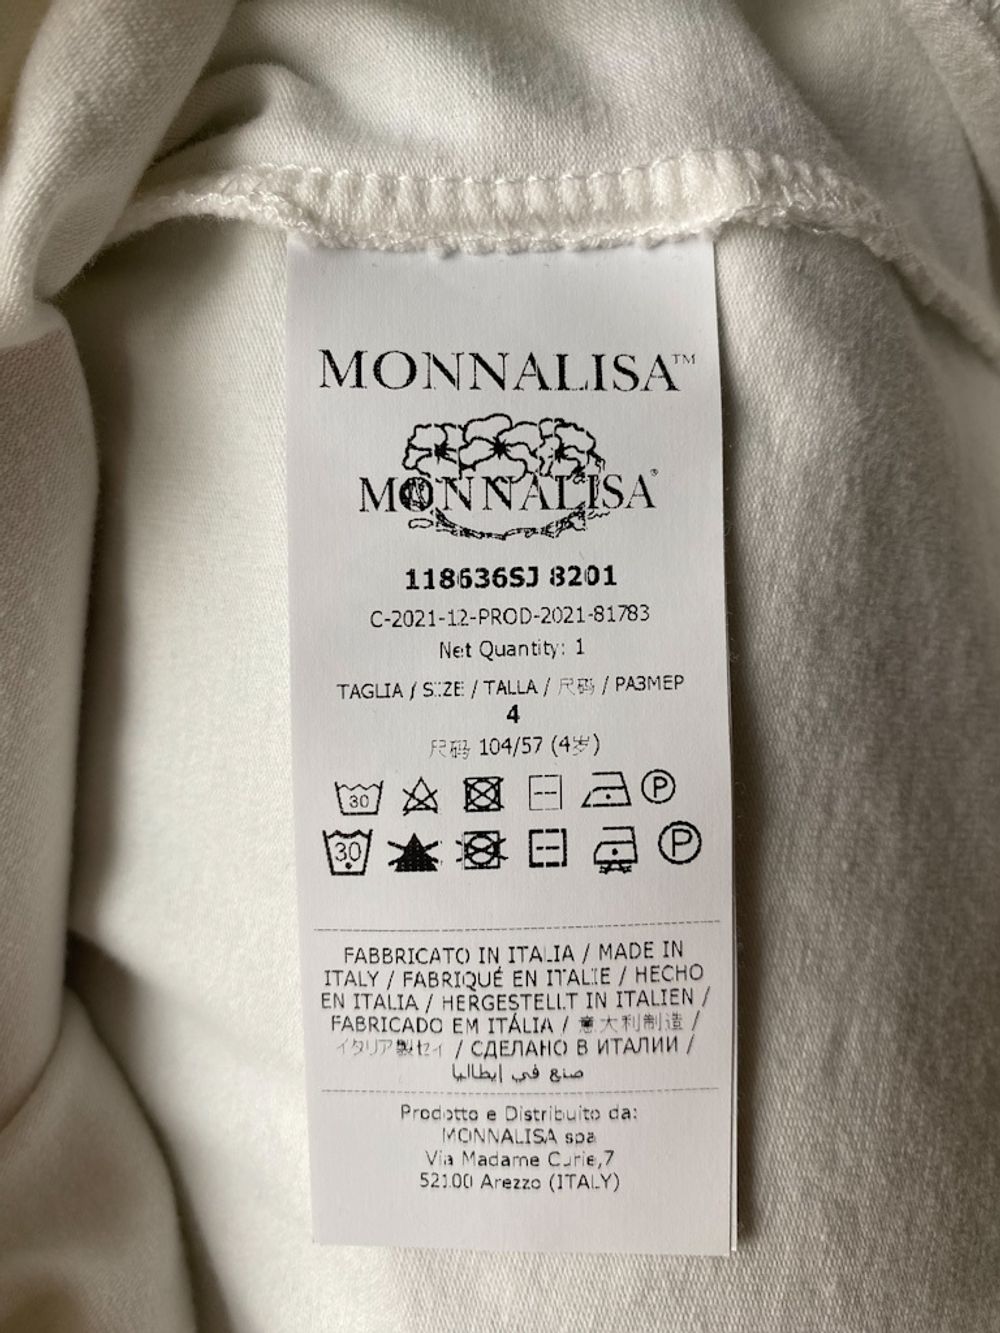 MONNALISA™
MONNALISA®
118636SJ 8201
C-2021-12-PROD-2021-81783
Net Quantity: 1
TAGLIA / SIZE / TALLA / 尺码 / РАЗМЕР
4
尺码 104/57 (4岁)
30 P
30 P
FABBRICATO IN ITALIA / MADE IN
ITALY / FABRIQUÉ EN ITALIE / HECHO
EN ITALIA / HERGESTELLT IN ITALIEN /
FABRICADO EM ITÁLIA / 意大利制造 /
イタリア製セイ / СДЕЛАНО В ИТАЛИИ /
صنع في إيطاليا
Prodotto e Distribuito da:
MONNALISA spa
Via Madame Curie,7
52100 Arezzo (ITALY)